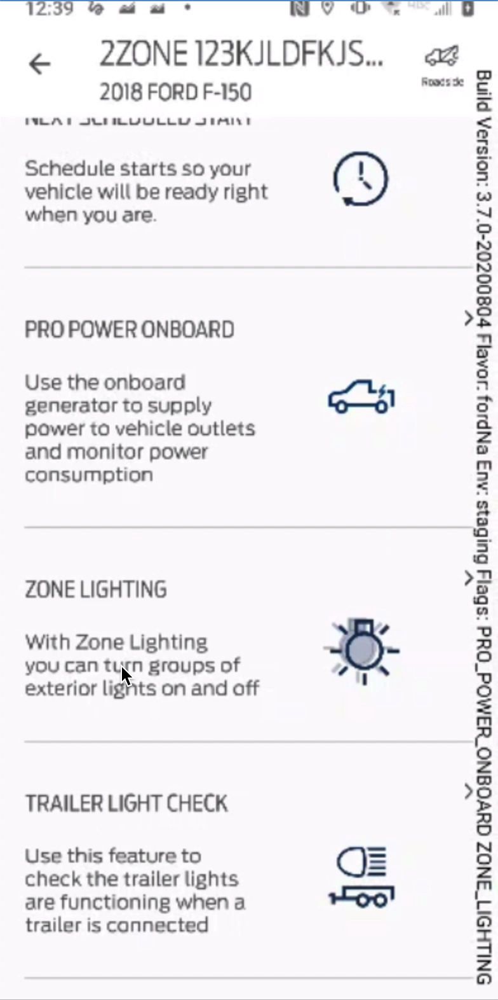 12:39
2ZONE 123KJLDFKJS...
2018 FORD F-150
Roadside
NEXT SCHEDULED START
Schedule starts so your
vehicle will be ready right
when you are.
PRO POWER ONBOARD
Use the onboard
generator to supply
power to vehicle outlets
and monitor power
consumption
ZONE LIGHTING
With Zone Lighting
you can turn groups of
exterior lights on and off
TRAILER LIGHT CHECK
Use this feature to
check the trailer lights
are functioning when a
trailer is connected
Build Version: 3.7.0-20200804 Flavor: fordNa Env: staging Flags: PRO_POWER_ONBOARD ZONE_LIGHTING